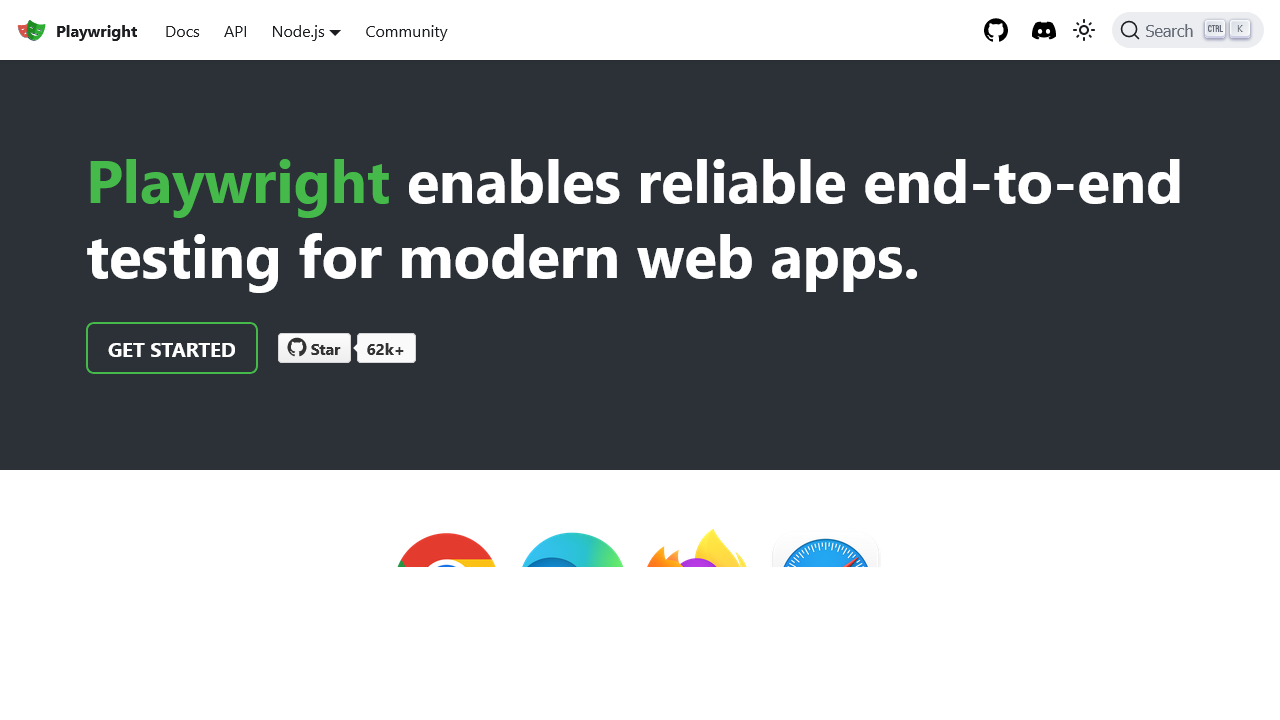 Playwright Docs API Node.js Community Search CTRL K
Playwright enables reliable end-to-end
testing for modern web apps.
GET STARTED Star 62k+